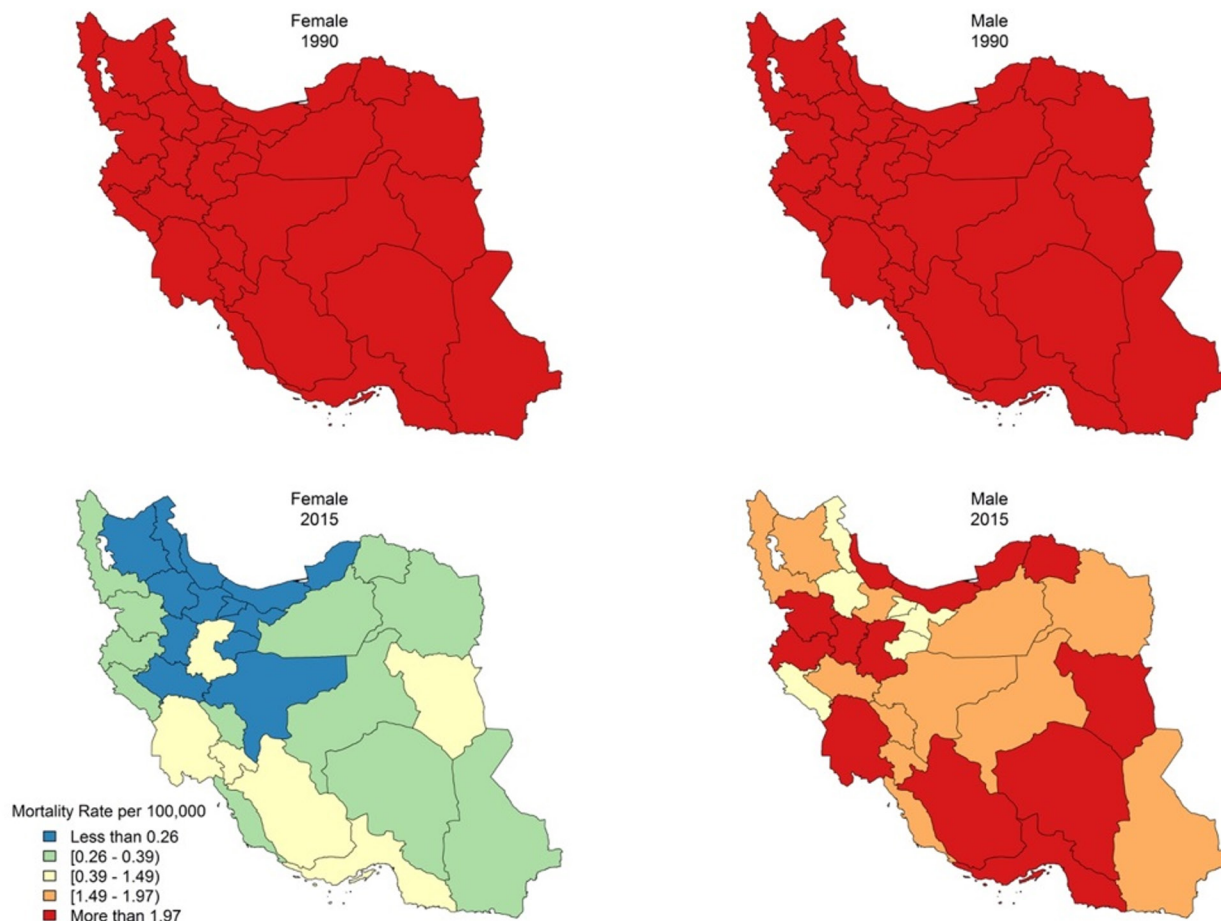 Female
1990
Male
1990
Female
2015
Male
2015
Mortality Rate per 100,000
Less than 0.26
[0.26 - 0.39)
[0.39 - 1.49)
[1.49 - 1.97)
More than 1.97